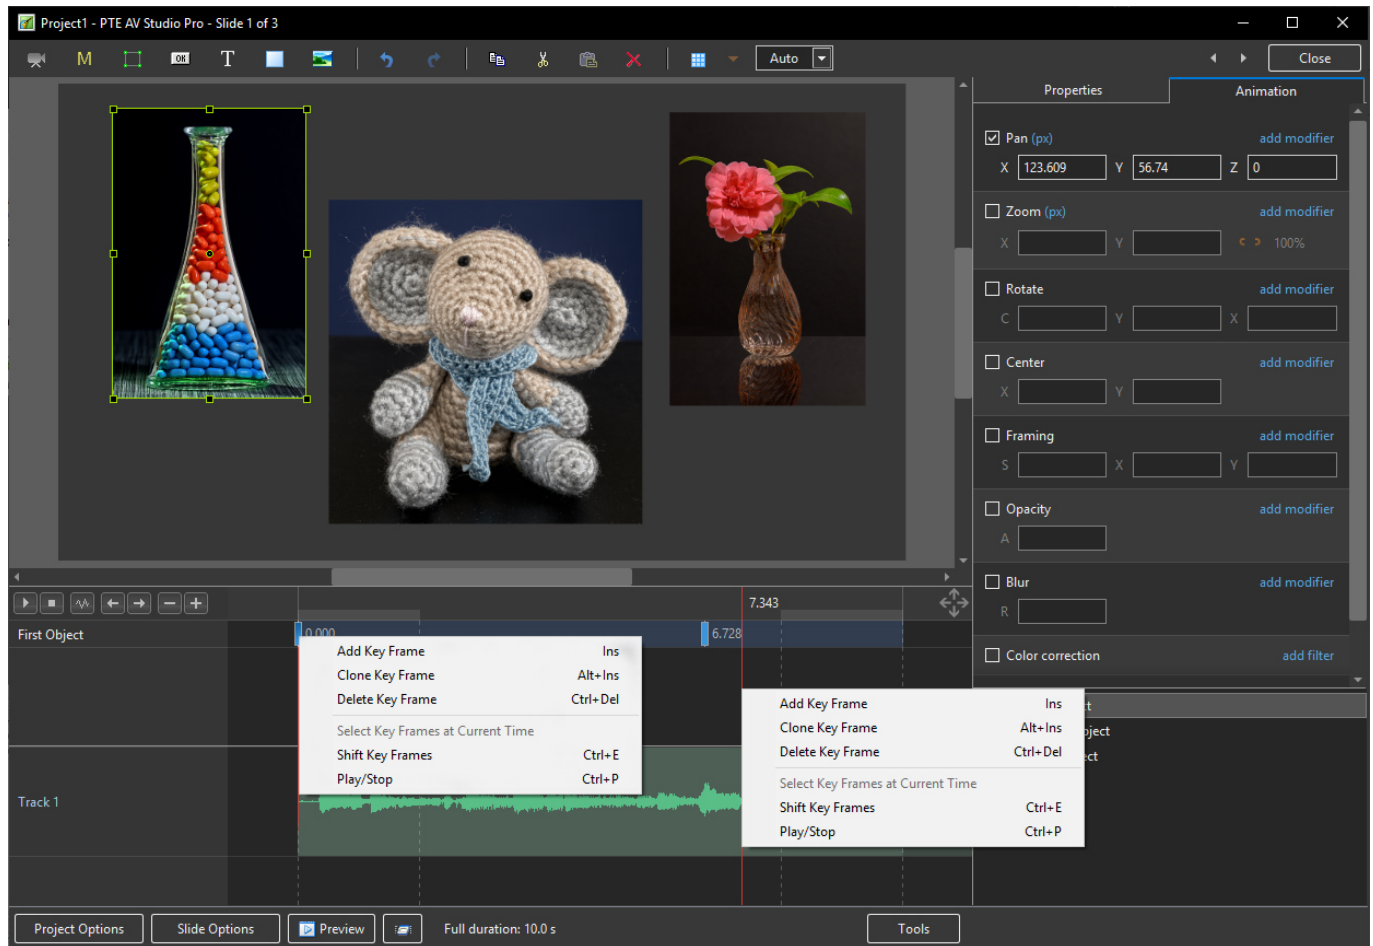 Project1 - PTE AV Studio Pro - Slide 1 of 3
M OK T Auto Close
Properties Animation
Pan (px) add modifier
X 123.609 Y 56.74 Z 0
Zoom (px) add modifier
X Y 100%
Rotate add modifier
C Y X
Center add modifier
X Y
Framing add modifier
S X Y
Opacity add modifier
A
Blur add modifier
R
Color correction add filter
7.343
First Object 0.000 6.728
Add Key Frame Ins
Clone Key Frame Alt+Ins
Delete Key Frame Ctrl+Del
Select Key Frames at Current Time
Shift Key Frames Ctrl+E
Play/Stop Ctrl+P
Add Key Frame Ins
Clone Key Frame Alt+Ins
Delete Key Frame Ctrl+Del
Select Key Frames at Current Time
Shift Key Frames Ctrl+E
Play/Stop Ctrl+P
Track 1
Project Options Slide Options Preview Full duration: 10.0 s Tools